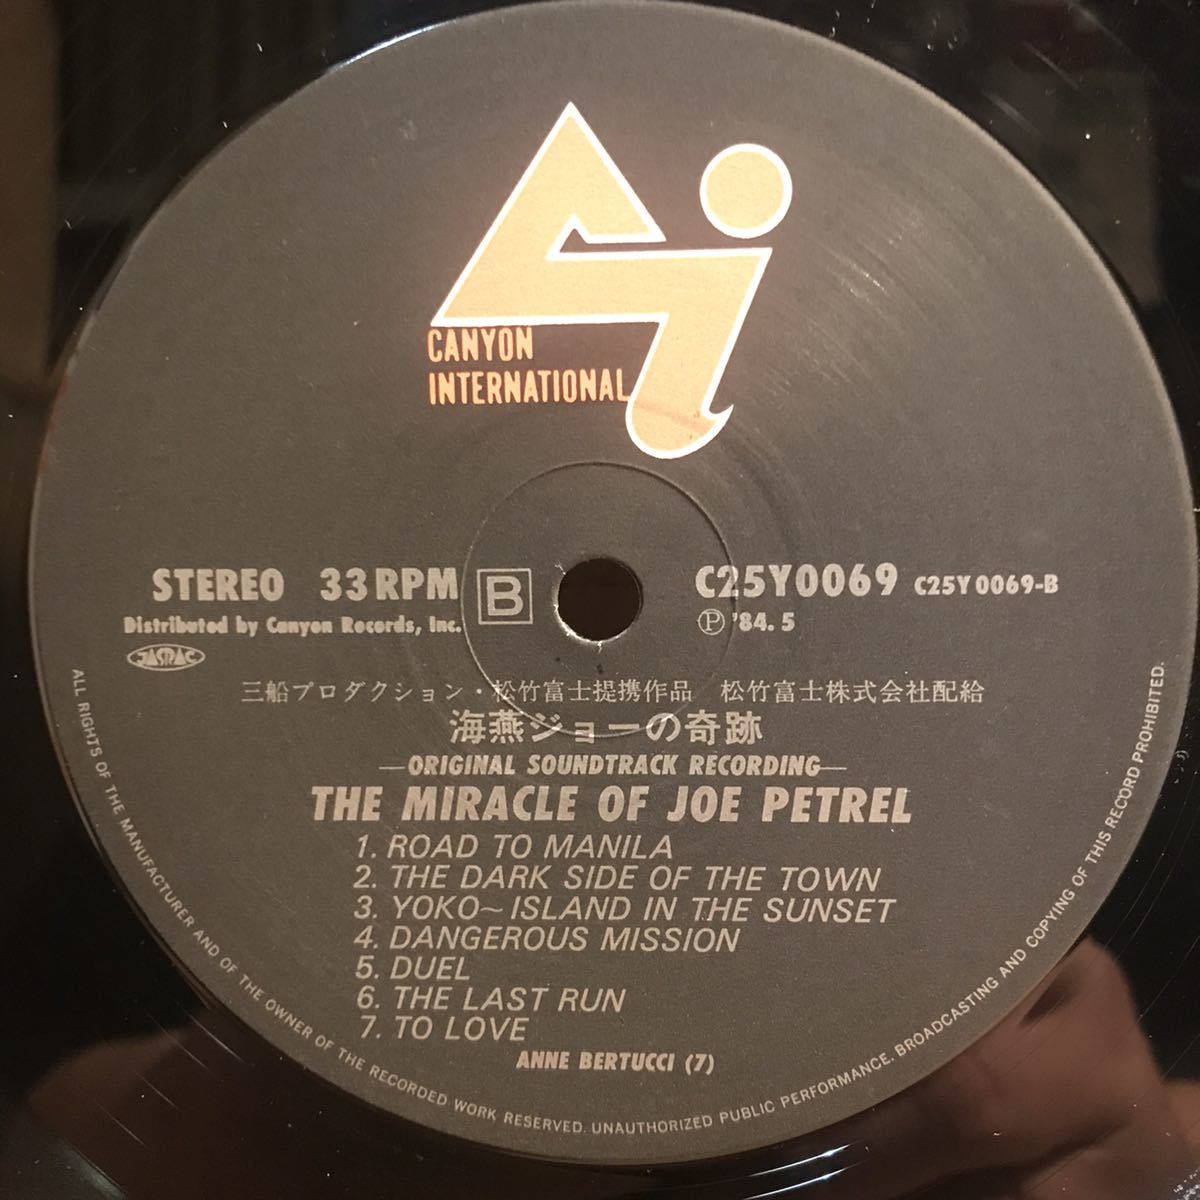 CANYON
INTERNATIONAL
STEREO 33 RPM
B
C25Y0069 C25Y0069-B
Distributed by Canyon Records, Inc.
Ⓟ '84. 5
JASRAC
三船プロダクション・松竹富士提携作品 松竹富士株式会社配給
海燕ジョーの奇跡
—ORIGINAL SOUNDTRACK RECORDING—
THE MIRACLE OF JOE PETREL
1. ROAD TO MANILA
2. THE DARK SIDE OF THE TOWN
3. YOKO~ISLAND IN THE SUNSET
4. DANGEROUS MISSION
5. DUEL
6. THE LAST RUN
7. TO LOVE
ANNE BERTUCCI (7)
ALL RIGHTS OF THE MANUFACTURER AND OF THE OWNER OF THE RECORDED WORK RESERVED. UNAUTHORIZED PUBLIC PERFORMANCE. BROADCASTING AND COPYING OF THIS RECORD PROHIBITED.